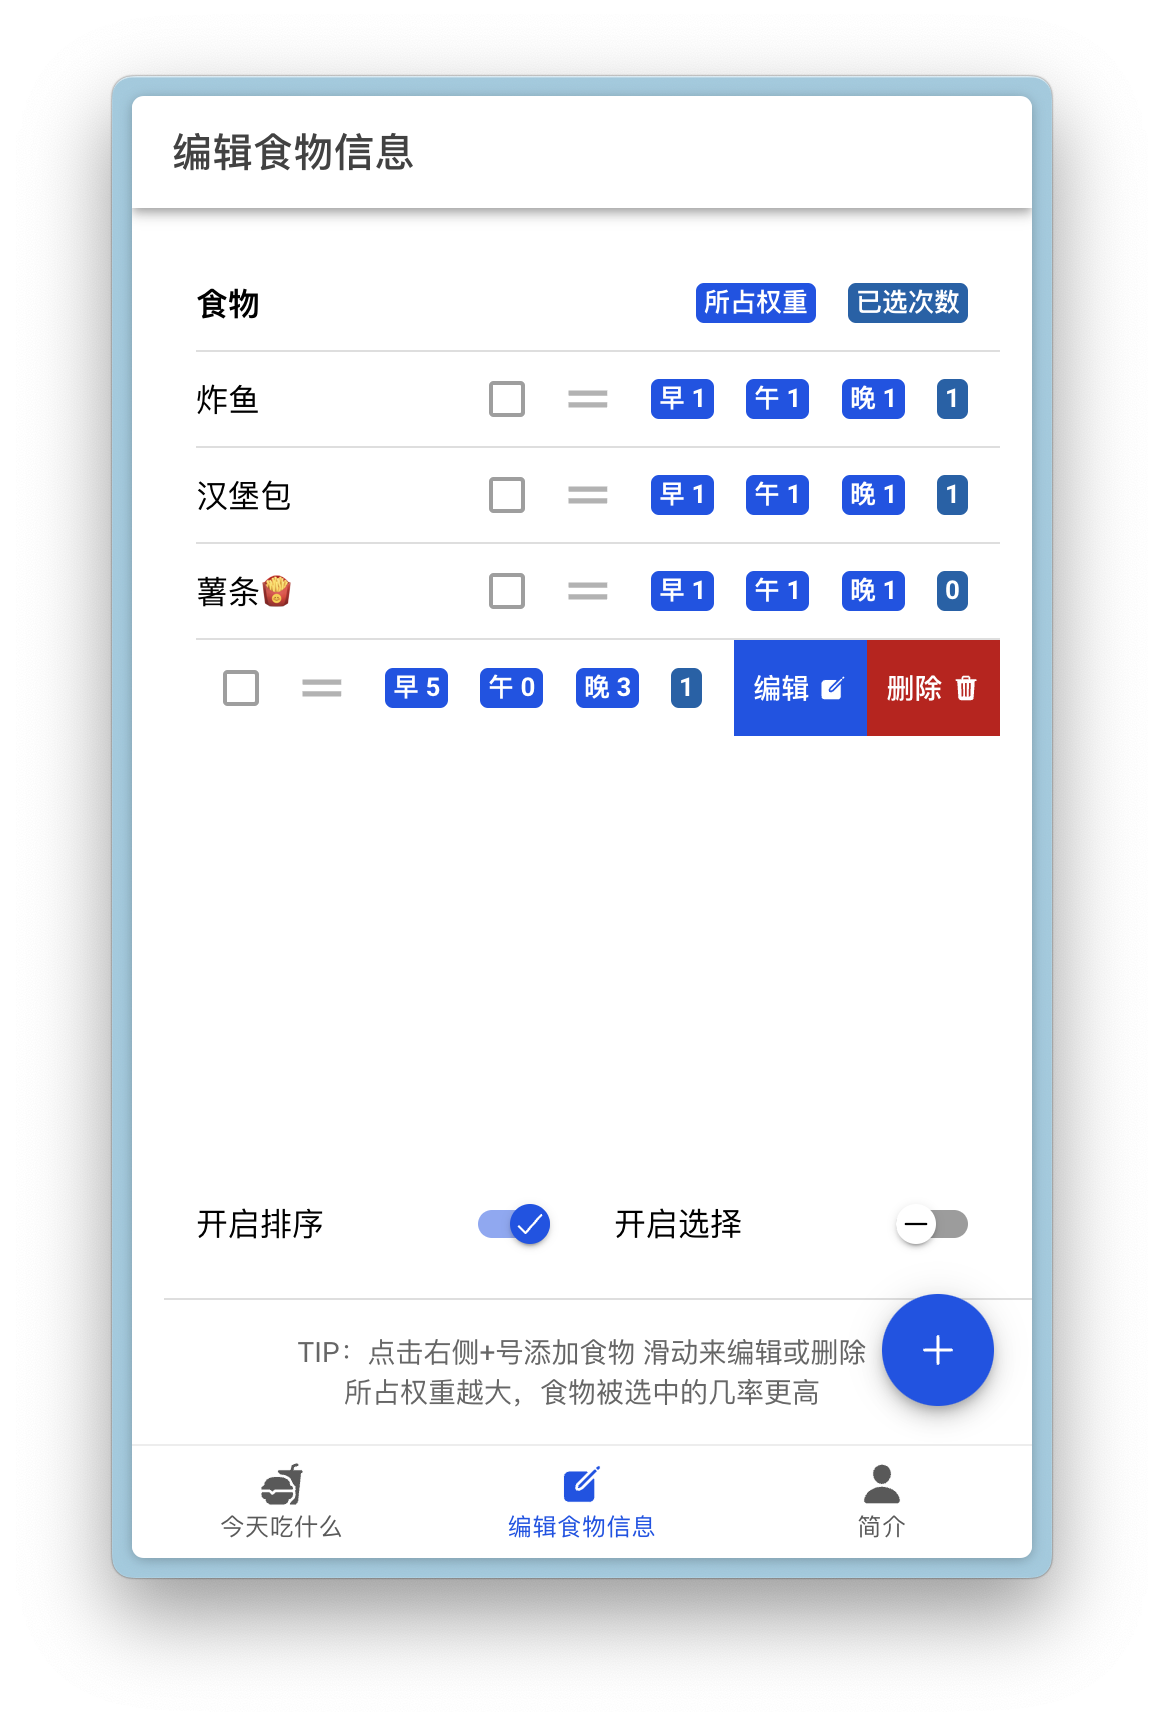 编辑食物信息
食物 所占权重 已选次数
炸鱼 早 1 午 1 晚 1 1
汉堡包 早 1 午 1 晚 1 1
薯条🍟 早 1 午 1 晚 1 0
早 5 午 0 晚 3 1 编辑 删除
开启排序 开启选择
TIP：点击右侧+号添加食物 滑动来编辑或删除
所占权重越大，食物被选中的几率更高
今天吃什么 编辑食物信息 简介